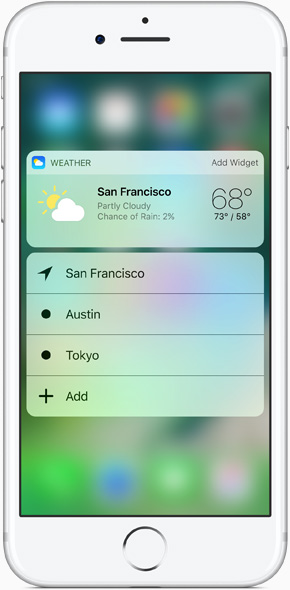 WEATHER Add Widget
San Francisco
Partly Cloudy
Chance of Rain: 2%
68°
73° / 58°
San Francisco
Austin
Tokyo
Add